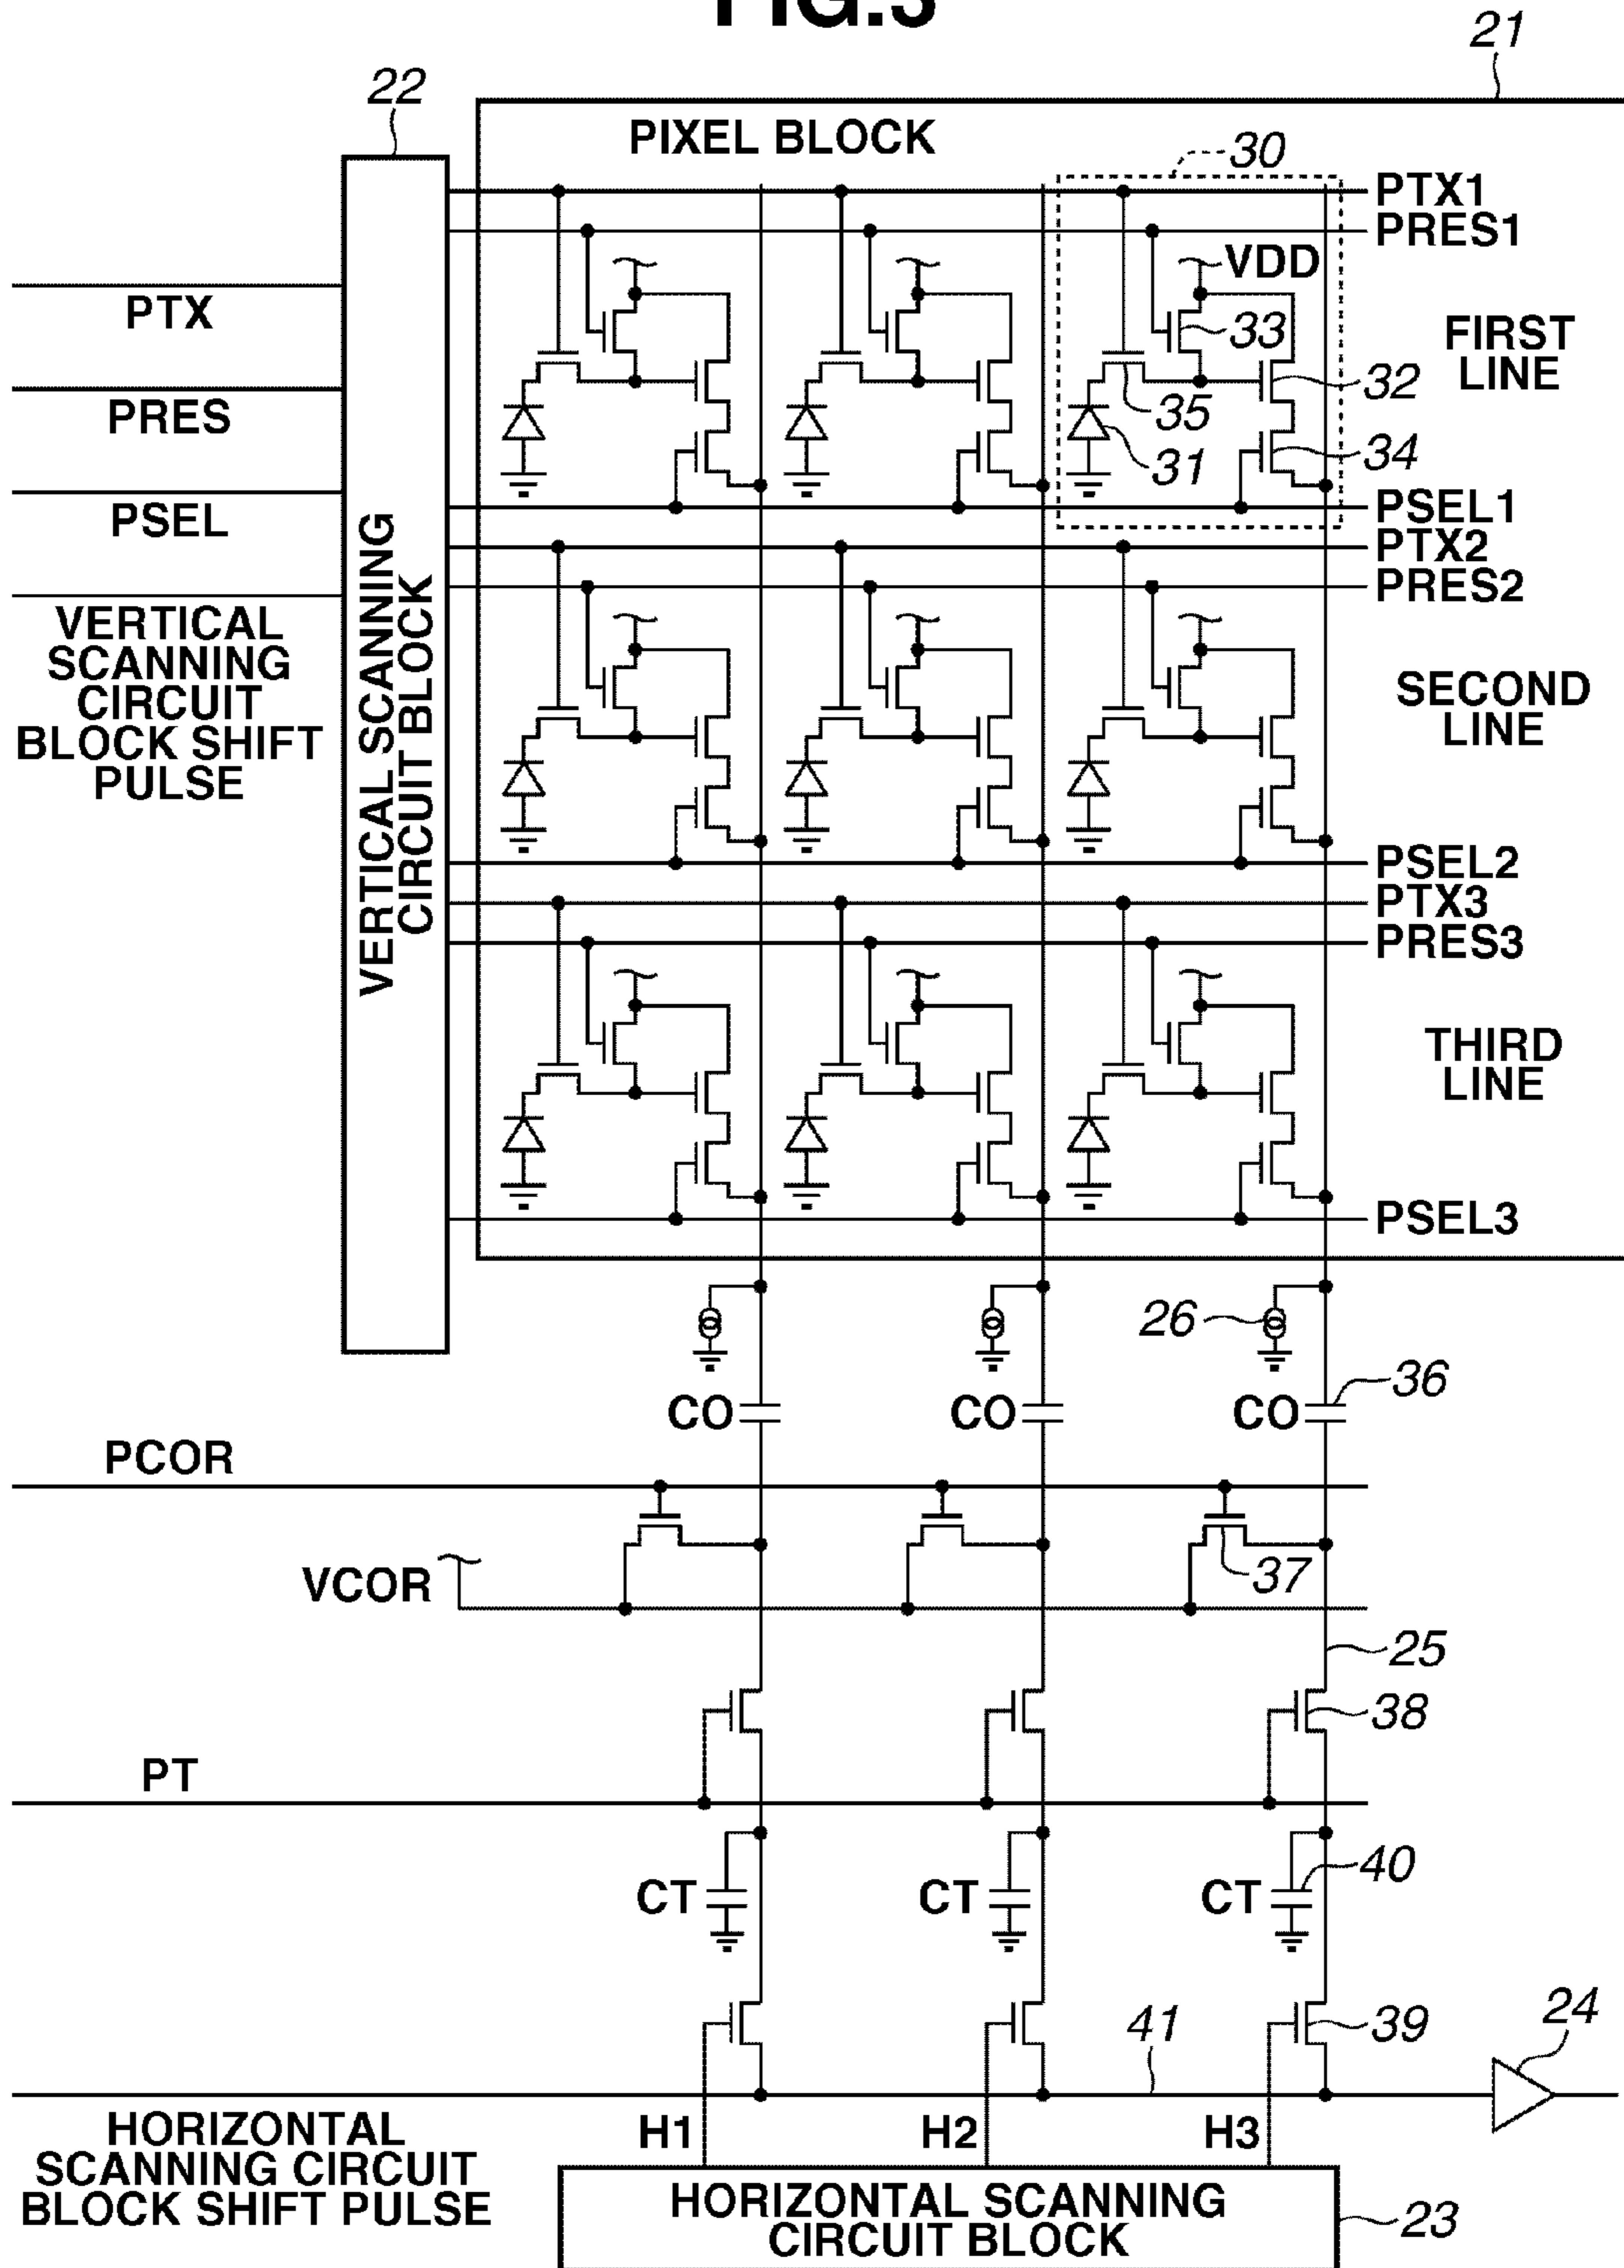 FIG.3
21
22
PIXEL BLOCK
30
PTX1
PRES1
VDD
PTX
33
FIRST
LINE
32
PRES
35
34
31
PSEL
PSEL1
PTX2
PRES2
VERTICAL
SCANNING
CIRCUIT
BLOCK SHIFT
PULSE
VERTICAL SCANNING
CIRCUIT BLOCK
SECOND
LINE
PSEL2
PTX3
PRES3
THIRD
LINE
PSEL3
26
36
CO
CO
CO
PCOR
37
VCOR
25
38
PT
40
CT
CT
CT
24
41
39
H1
H2
H3
HORIZONTAL
SCANNING CIRCUIT
BLOCK SHIFT PULSE
HORIZONTAL SCANNING
CIRCUIT BLOCK
23